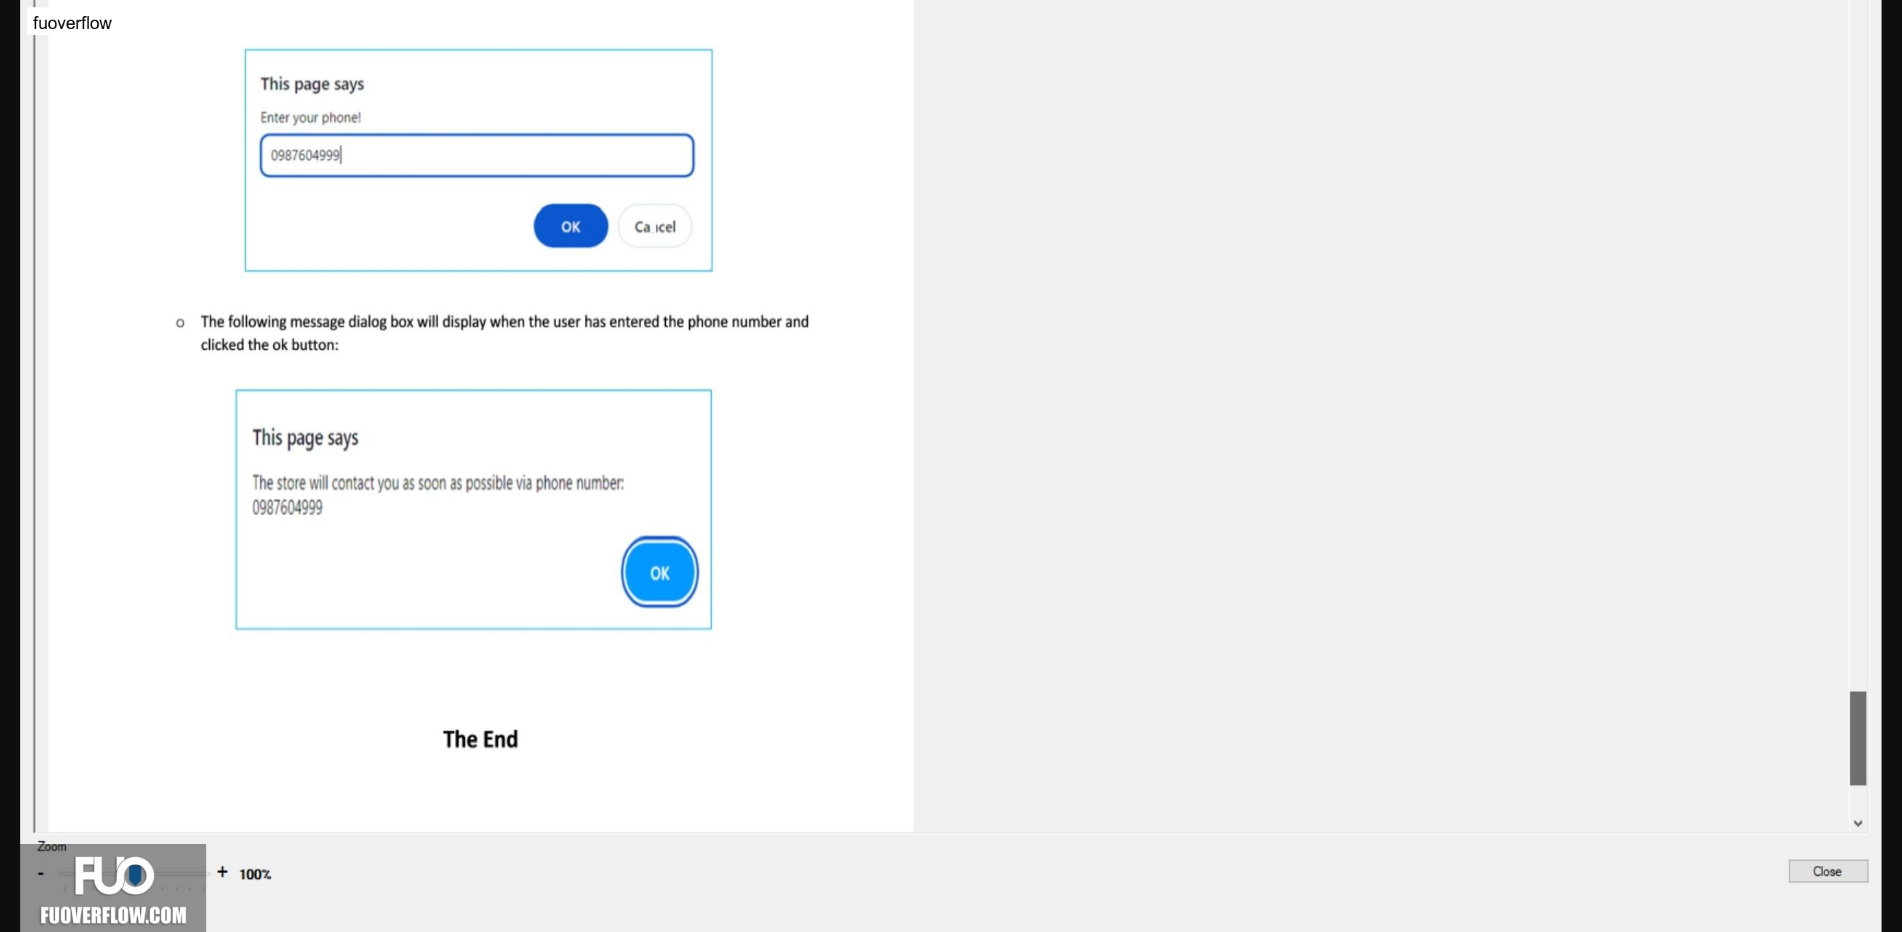 fuoverflow
This page says
Enter your phone!
0987604999
OK
Ca icel
o The following message dialog box will display when the user has entered the phone number and
clicked the ok button:
This page says
The store will contact you as soon as possible via phone number:
0987604999
OK
The End
Zoom
- + 100%
Close
FUO
FUOVERFLOW.COM